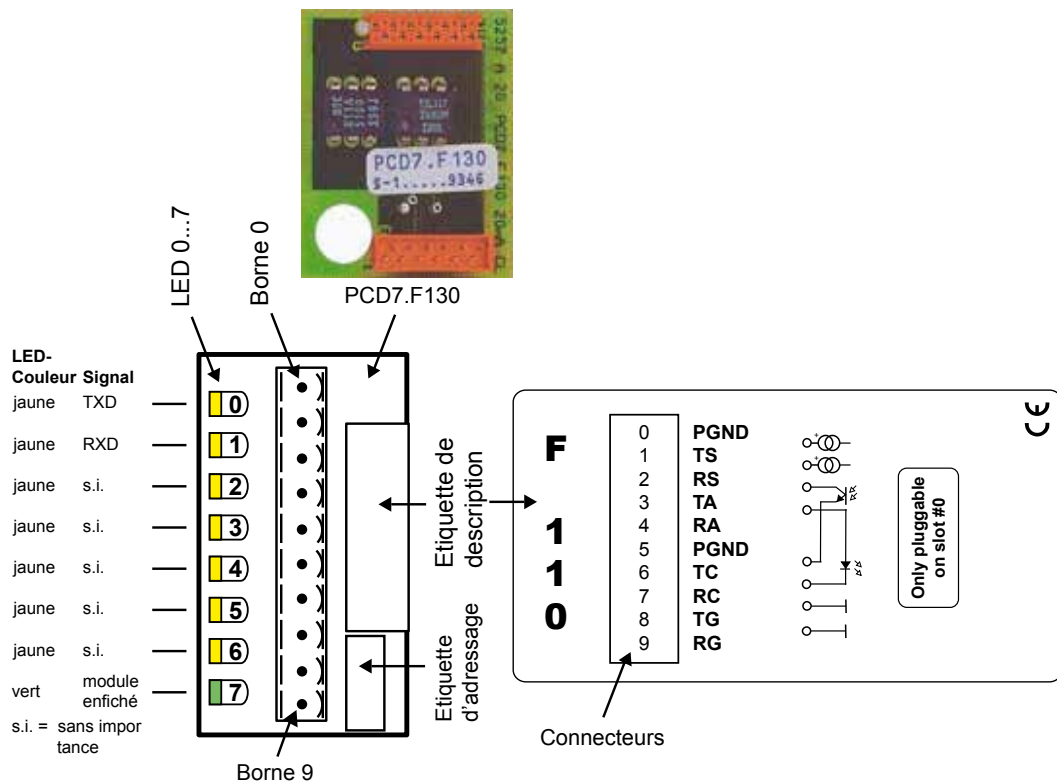 PCD7.F130
S-1.....9346
PCD7.F130
LED 0...7
Borne 0
LED-
Couleur Signal
jaune TXD
jaune RXD
jaune s.i.
jaune s.i.
jaune s.i.
jaune s.i.
jaune s.i.
vert module
enfiché
s.i. = sans impor
tance
0
1
2
3
4
5
6
7
Borne 9
Etiquette de
description
Etiquette
d'adressage
F
1
1
0
0 PGND
1 TS
2 RS
3 TA
4 RA
5 PGND
6 TC
7 RC
8 TG
9 RG
Connecteurs
Only pluggable
on slot #0
CE